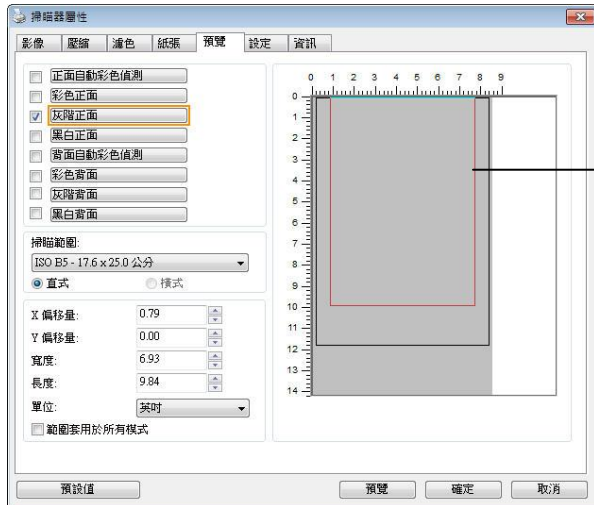 掃瞄器屬性
影像 壓縮 濾色 紙張 預覽 設定 資訊
正面自動彩色偵測
彩色正面
灰階正面
黑白正面
背面自動彩色偵測
彩色背面
灰階背面
黑白背面
掃瞄範圍:
ISO B5 - 17.6 x 25.0 公分
直式 橫式
X 偏移量: 0.79
Y 偏移量: 0.00
寬度: 6.93
長度: 9.84
單位: 英吋
範圍套用於所有模式
0 1 2 3 4 5 6 7 8 9
0
1
2
3
4
5
6
7
8
9
10
11
12
13
14
預設值 預覽 確定 取消